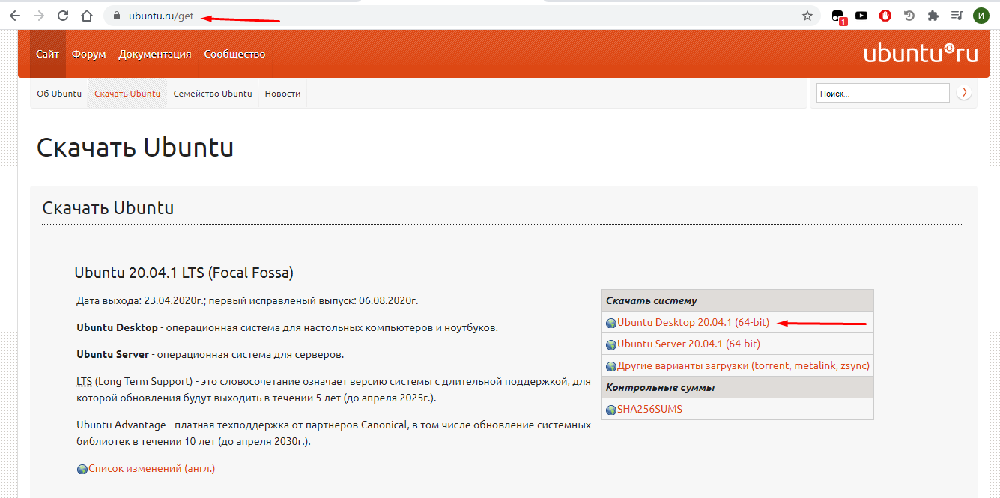 ubuntu.ru/get
1
И
Сайт Форум Документация Сообщество
ubuntu ru
Об Ubuntu Скачать Ubuntu Семейство Ubuntu Новости
Поиск...
Скачать Ubuntu
Скачать Ubuntu
Ubuntu 20.04.1 LTS (Focal Fossa)
Дата выхода: 23.04.2020г.; первый исправленый выпуск: 06.08.2020г.
Ubuntu Desktop - операционная система для настольных компьютеров и ноутбуков.
Ubuntu Server - операционная система для серверов.
LTS (Long Term Support) - это словосочетание означает версию системы с длительной поддержкой, для
которой обновления будут выходить в течении 5 лет (до апреля 2025г.).
Ubuntu Advantage - платная техподдержка от партнеров Canonical, в том числе обновление системных
библиотек в течении 10 лет (до апреля 2030г.).
Список изменений (англ.)
Скачать систему
Ubuntu Desktop 20.04.1 (64-bit)
Ubuntu Server 20.04.1 (64-bit)
Другие варианты загрузки (torrent, metalink, zsync)
Контрольные суммы
SHA256SUMS